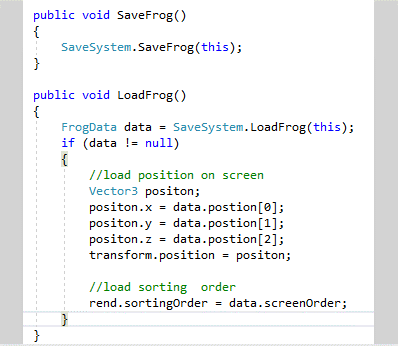 public void SaveFrog()
{
SaveSystem.SaveFrog(this);
}
public void LoadFrog()
{
FrogData data = SaveSystem.LoadFrog(this);
if (data != null)
{
//load position on screen
Vector3 positon;
positon.x = data.postion[0];
positon.y = data.postion[1];
positon.z = data.postion[2];
transform.position = positon;
//load sorting  order
rend.sortingOrder = data.screenOrder;
}
}